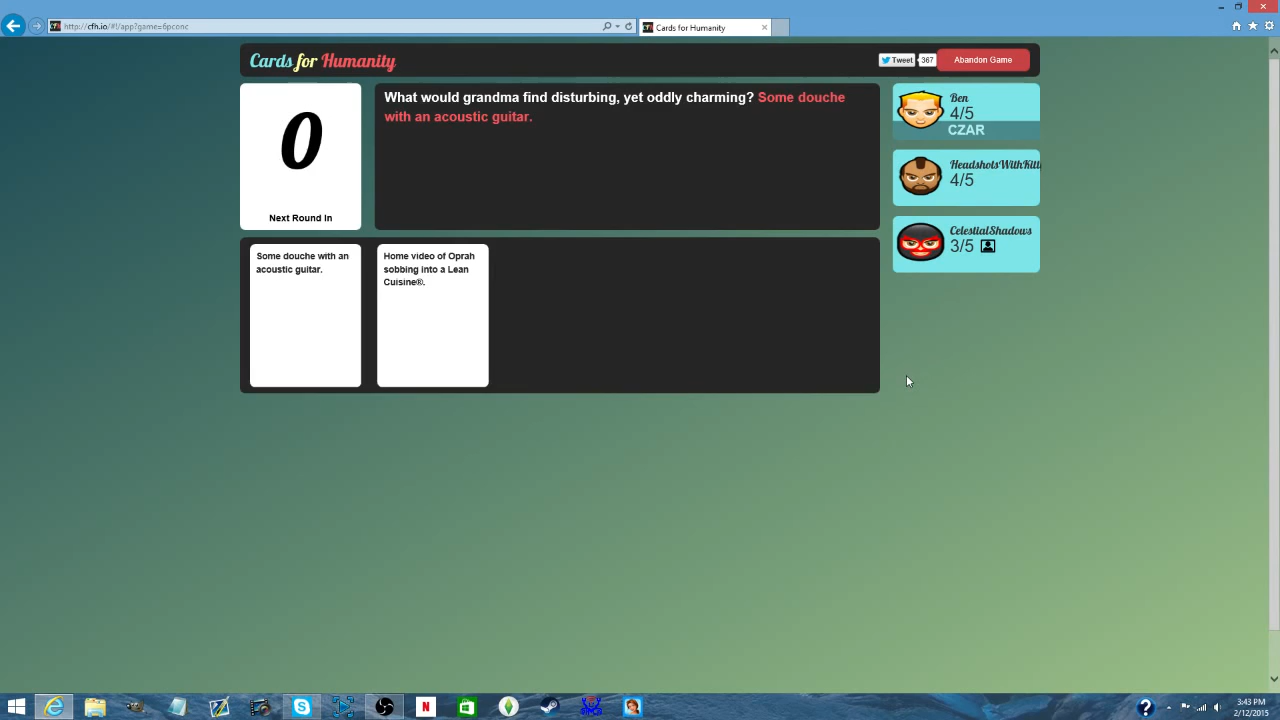 http://cfh.io/#!/app?game=6pconc
Cards for Humanity
Cards for Humanity
Tweet
367
Abandon Game
0
Next Round In
What would grandma find disturbing, yet oddly charming? Some douche
with an acoustic guitar.
Ben
4/5
CZAR
4/5
CelestialShadows
3/5
Some douche with an
acoustic guitar.
Home video of Oprah
sobbing into a Lean
Cuisine®.
3:43 PM
2/12/2015